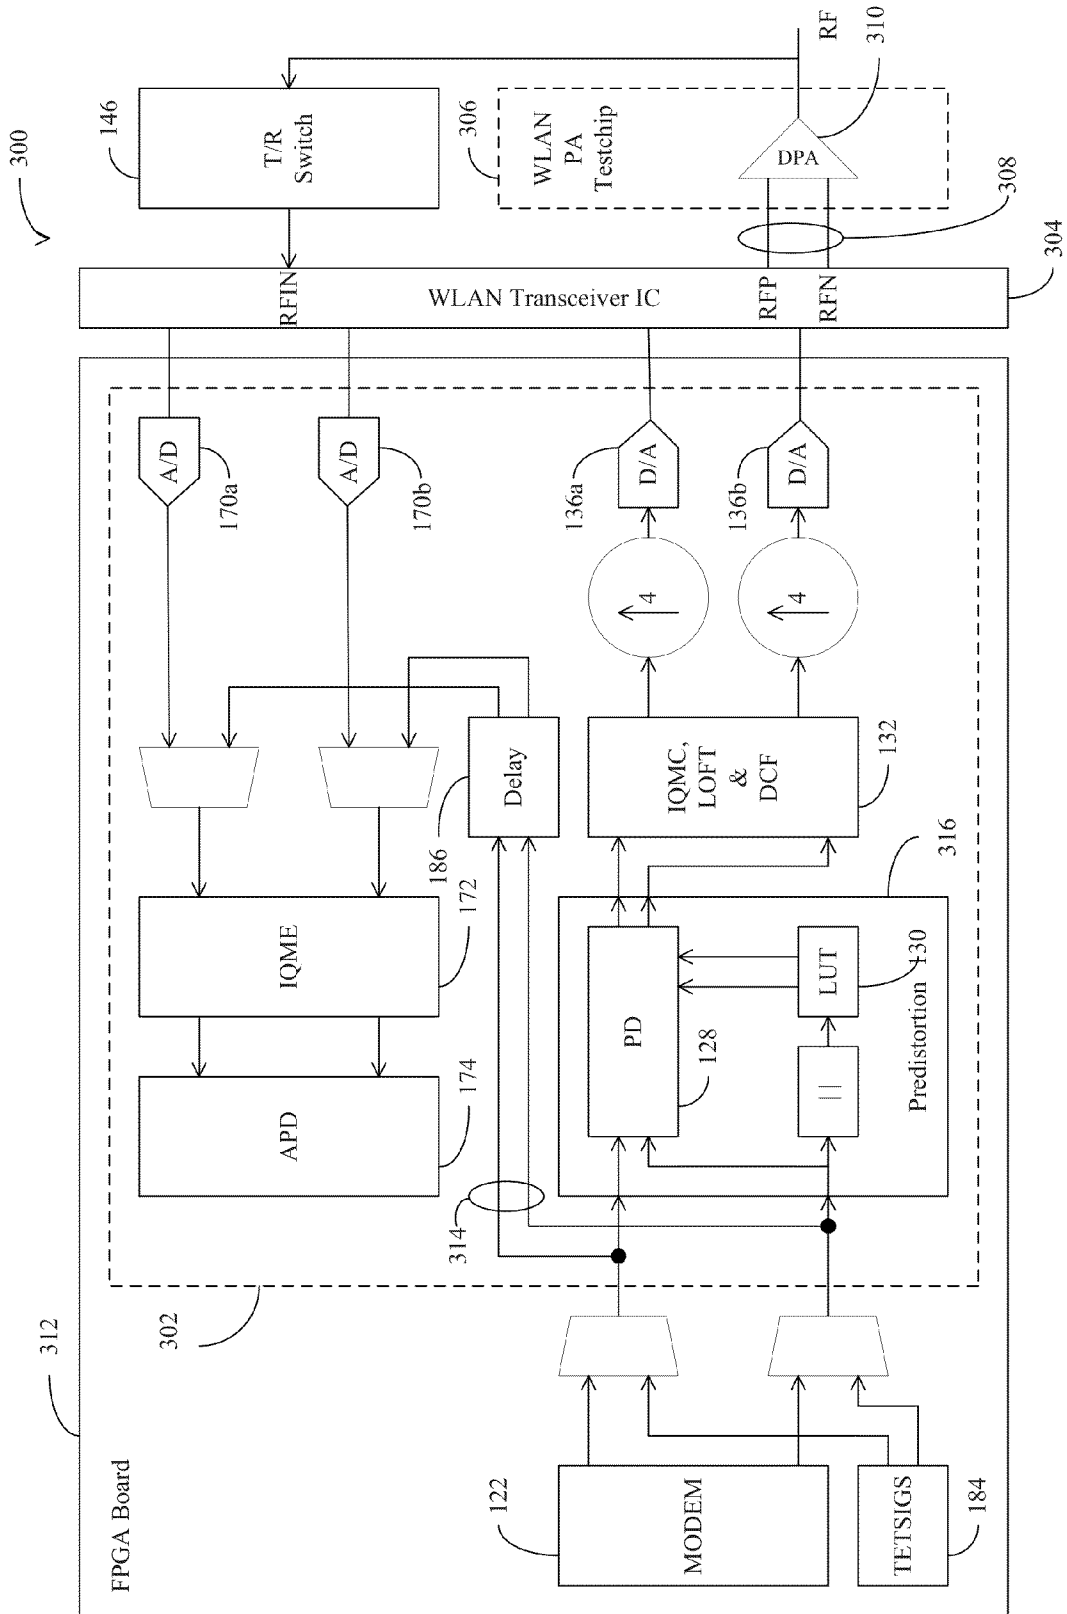 300
FPGA Board
312
302
MODEM
122
TETSIGS
184
314
APD
174
IQME
172
Delay
186
PD
128
||
LUT
130
Predistortion
316
IQMC,
LOFT
&
DCF
132
4
4
D/A
136a
D/A
136b
A/D
170a
A/D
170b
WLAN Transceiver IC
RFIN
RFP
RFN
304
308
T/R
Switch
146
WLAN
PA
Testchip
306
DPA
310
RF